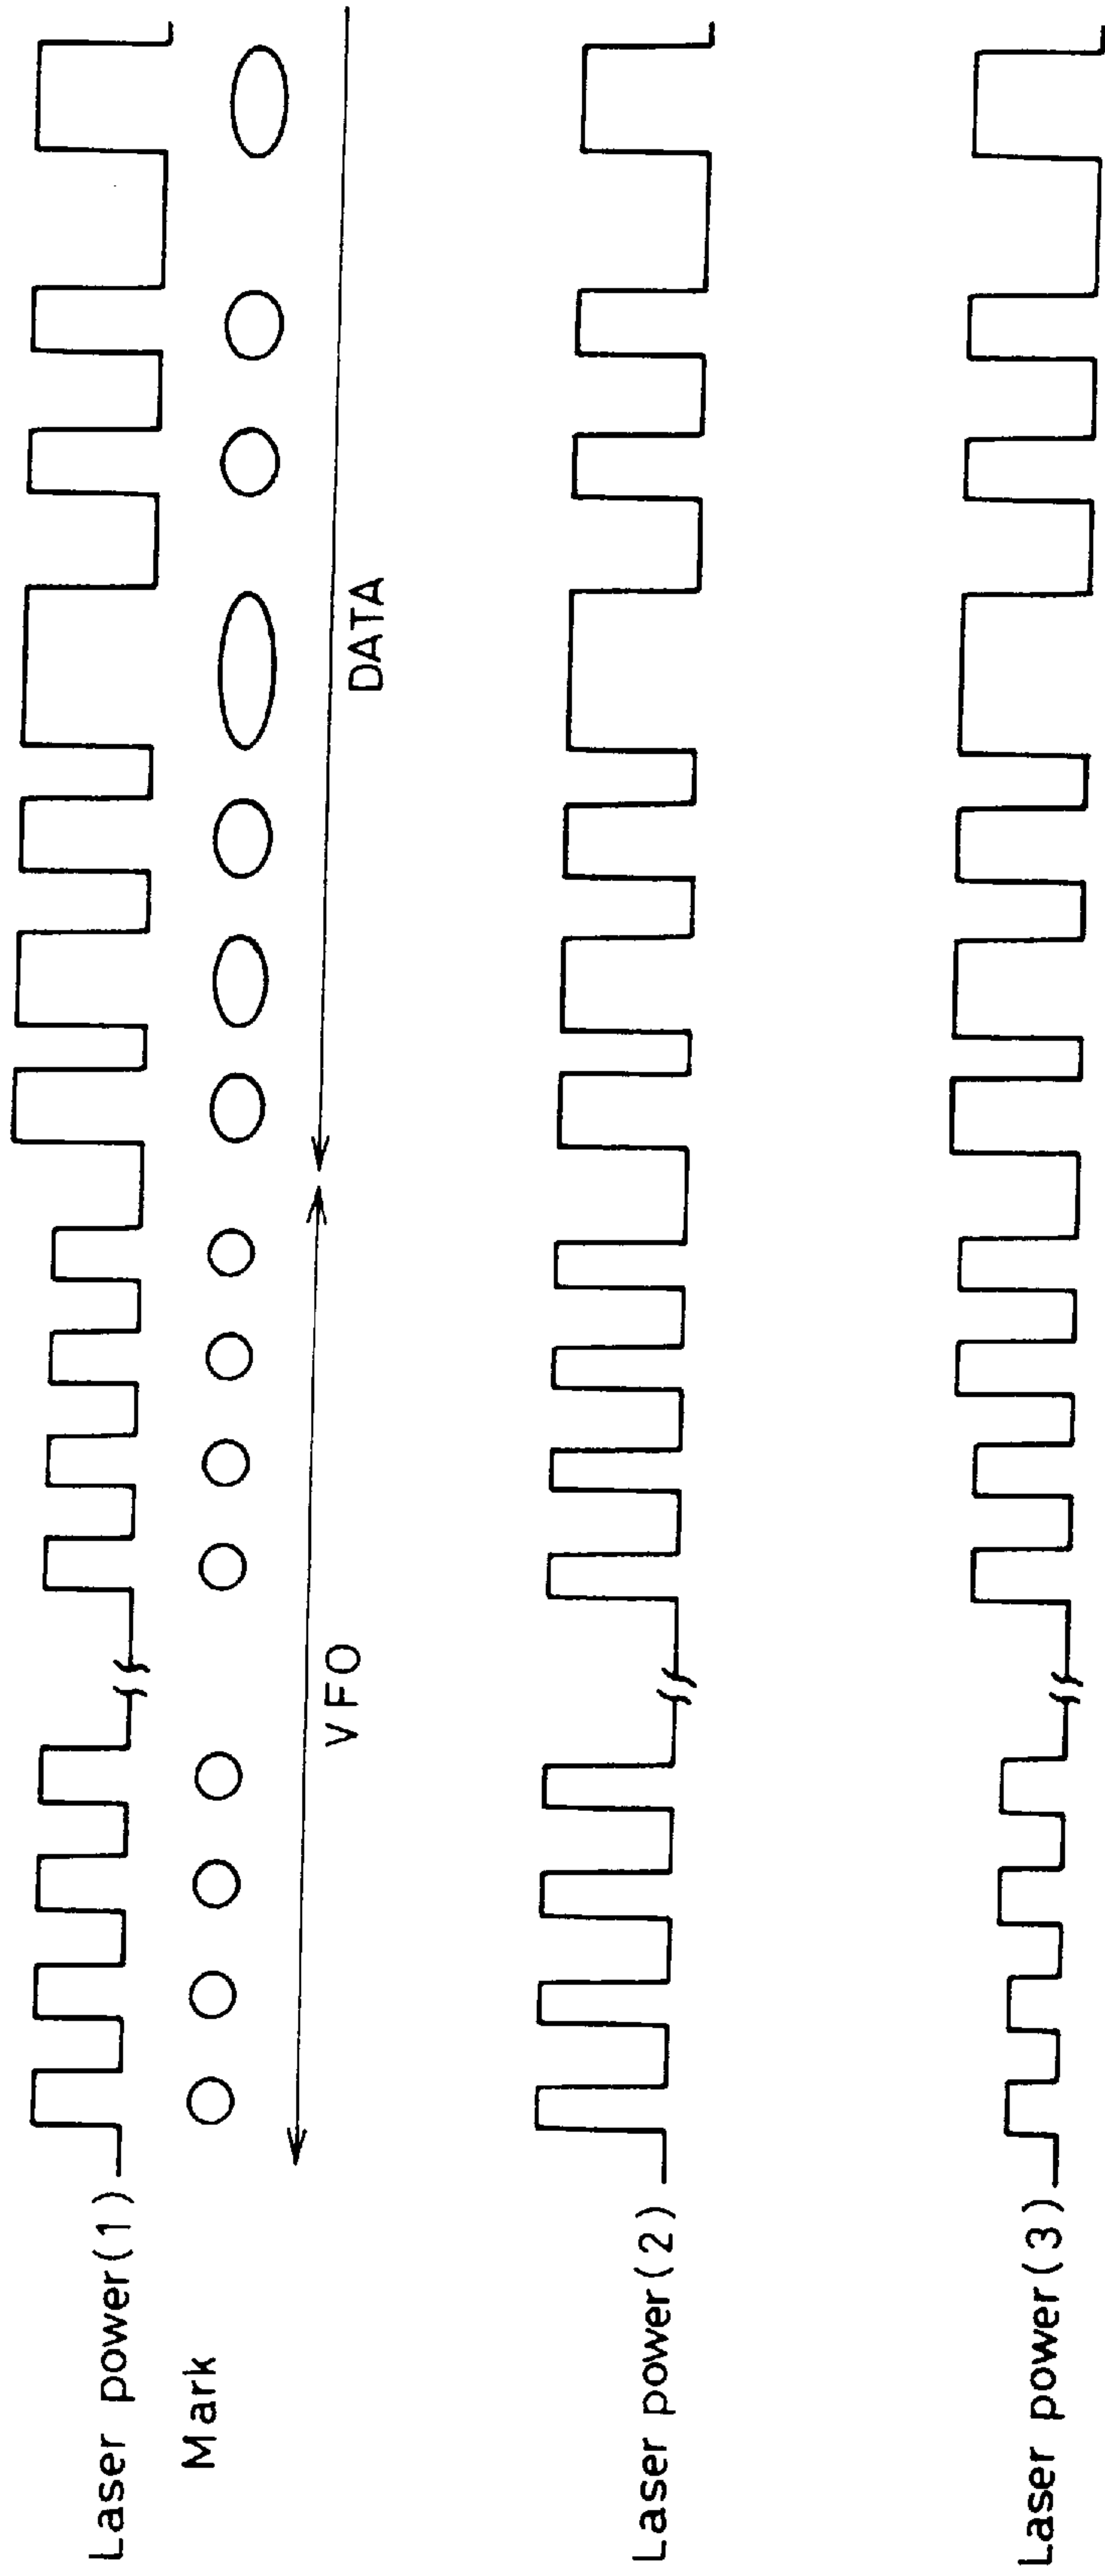 Laser power(1)
Mark
VFO
DATA
Laser power(2)
Laser power(3)